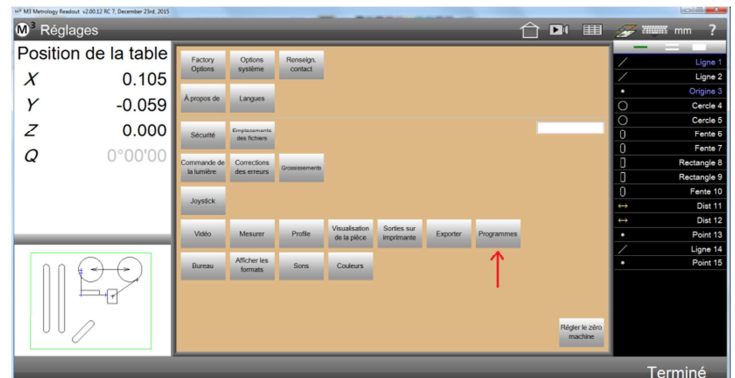 M³ M3 Metrology Readout v2.00.12 RC 7, December 23rd, 2015
M³ Réglages
mm ?
Position de la table
X 0.105
Y -0.059
Z 0.000
Q 0°00'00
Factory Options
Options système
Renseign. contact
À propos de
Langues
Sécurité
Emplacements des fichiers
Commande de la lumière
Corrections des erreurs
Grossissements
Joystick
Vidéo
Mesurer
Profile
Visualisation de la pièce
Sorties sur imprimante
Exporter
Programmes
Bureau
Afficher les formats
Sons
Couleurs
Régler le zéro machine
Ligne 1
Ligne 2
Origine 3
Cercle 4
Cercle 5
Fente 6
Fente 7
Rectangle 8
Rectangle 9
Fente 10
Dist 11
Dist 12
Point 13
Ligne 14
Point 15
Terminé